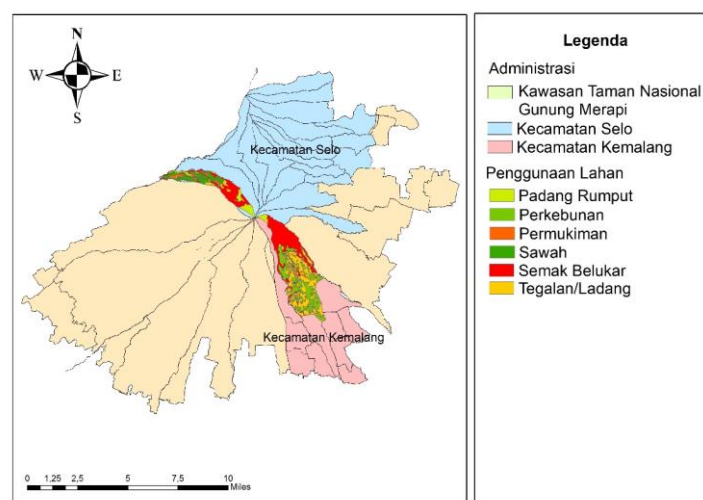 N
W E
S
Kecamatan Selo
Kecamatan Kemalang
0 1,25 2,5 5 7,5 10
Miles
Legenda
Administrasi
Kawasan Taman Nasional
Gunung Merapi
Kecamatan Selo
Kecamatan Kemalang
Penggunaan Lahan
Padang Rumput
Perkebunan
Permukiman
Sawah
Semak Belukar
Tegalan/Ladang